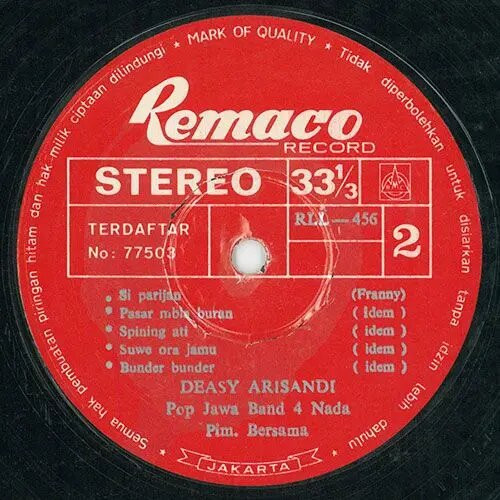 Semua hak pembuatan piringan hitam dan hak milik ciptaan dilindungi ★ MARK OF QUALITY ★ Tidak diperbolehkan untuk disiarkan tanpa idzin lebih dahulu
Remaco
RECORD
STEREO 33 1/3
TERDAFTAR
No: 77503
RLL-456
2
• Si parijan (Franny)
• Pasar mbla buran ( idem )
• Spining ati ( idem )
• Suwe ora jamu ( idem )
• Bunder bunder ( idem )
DEASY ARISANDI
Pop Jawa Band 4 Nada
Pim. Bersama
★ JAKARTA ★